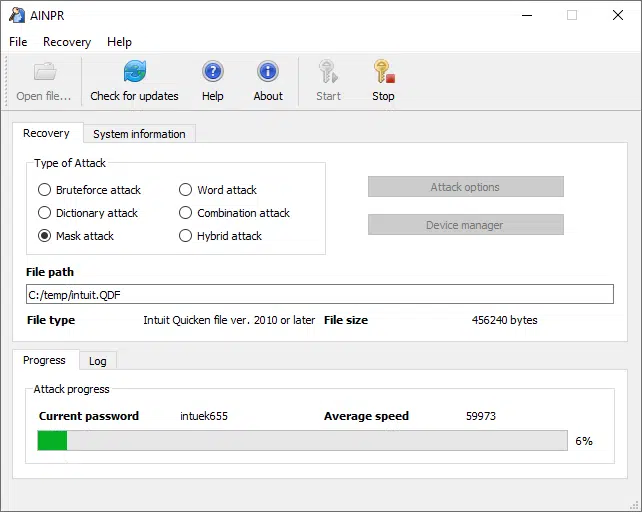 AINPR
File Recovery Help
Open file... Check for updates Help About Start Stop
Recovery System information
Type of Attack
Bruteforce attack Word attack
Attack options
Dictionary attack Combination attack
Device manager
Mask attack Hybrid attack
File path
C:/temp/intuit.QDF
File type Intuit Quicken file ver. 2010 or later File size 456240 bytes
Progress Log
Attack progress
Current password intuek655 Average speed 59973
6%